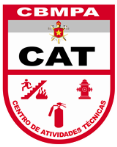 CBMPA
CAT
CENTRO DE ATIVIDADES TÉCNICAS